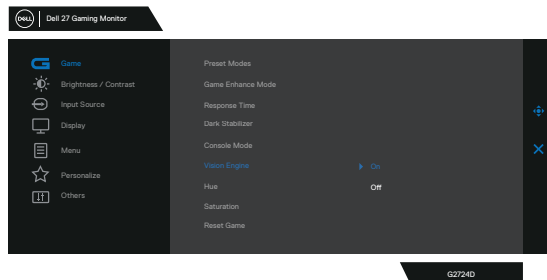 DELL
Dell 27 Gaming Monitor
Game
Brightness / Contrast
Input Source
Display
Menu
Personalize
Others
Preset Modes
Game Enhance Mode
Response Time
Dark Stabilizer
Console Mode
Vision Engine
On
Hue
Off
Saturation
Reset Game
G2724D